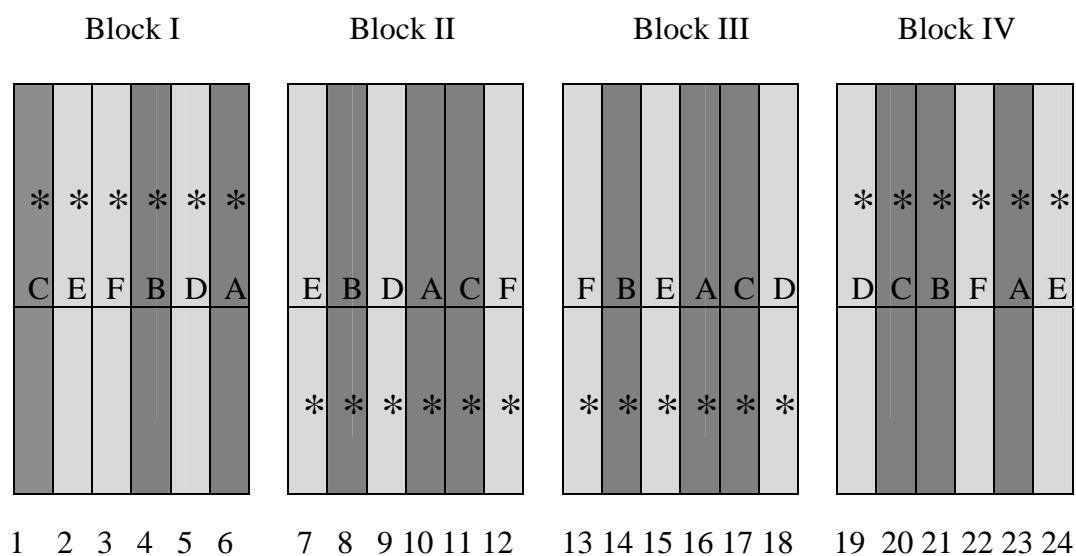 Block I Block II Block III Block IV
* * * * * * * * * * * *
C E F B D A E B D A C F F B E A C D D C B F A E
* * * * * * * * * * * *
1 2 3 4 5 6 7 8 9 10 11 12 13 14 15 16 17 18 19 20 21 22 23 24